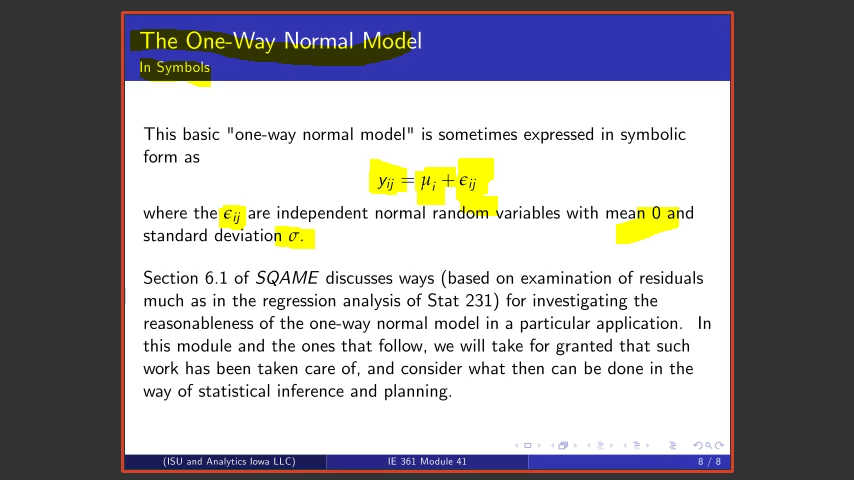 The One-Way Normal Model
In Symbols
This basic "one-way normal model" is sometimes expressed in symbolic
form as
yij = μi + ϵij
where the ϵij are independent normal random variables with mean 0 and
standard deviation σ.
Section 6.1 of SQAME discusses ways (based on examination of residuals
much as in the regression analysis of Stat 231) for investigating the
reasonableness of the one-way normal model in a particular application. In
this module and the ones that follow, we will take for granted that such
work has been taken care of, and consider what then can be done in the
way of statistical inference and planning.
(ISU and Analytics Iowa LLC) IE 361 Module 41 8 / 8